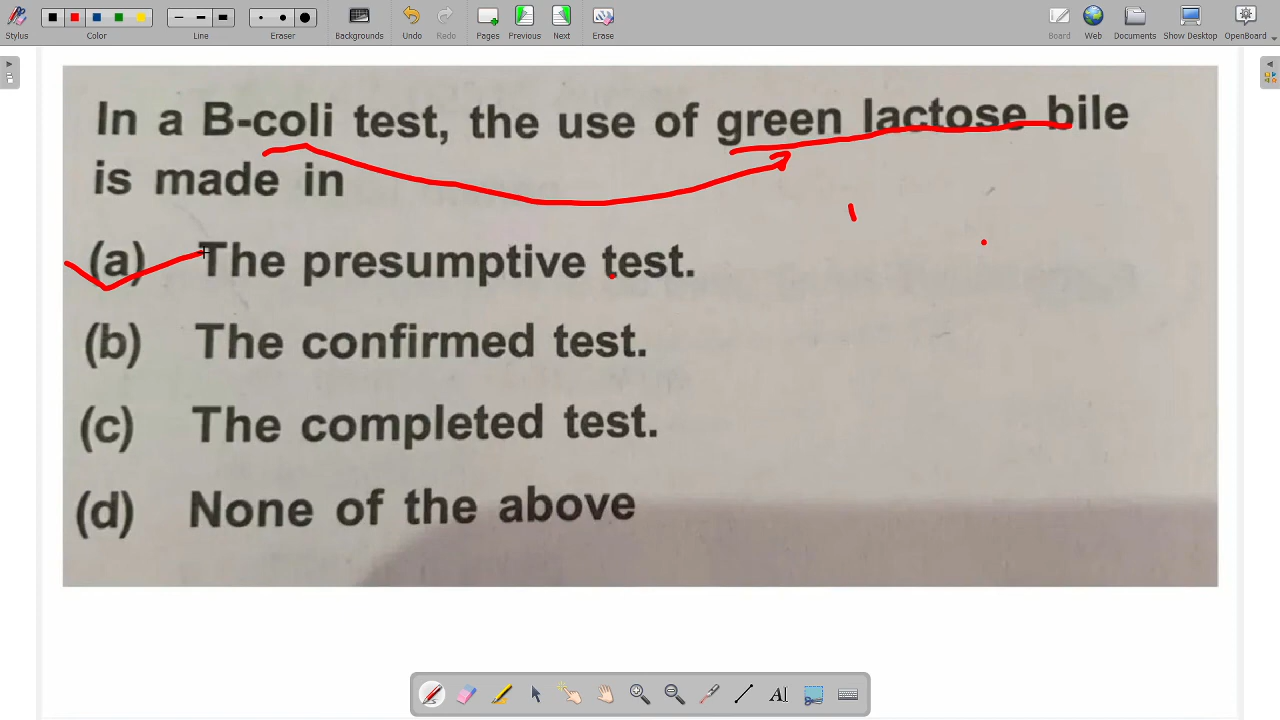 Stylus Color Line Eraser Backgrounds Undo Redo Pages Previous Next Erase Board Web Documents Show Desktop OpenBoard
In a B-coli test, the use of green lactose bile
is made in
(a) The presumptive test.
(b) The confirmed test.
(c) The completed test.
(d) None of the above
AI